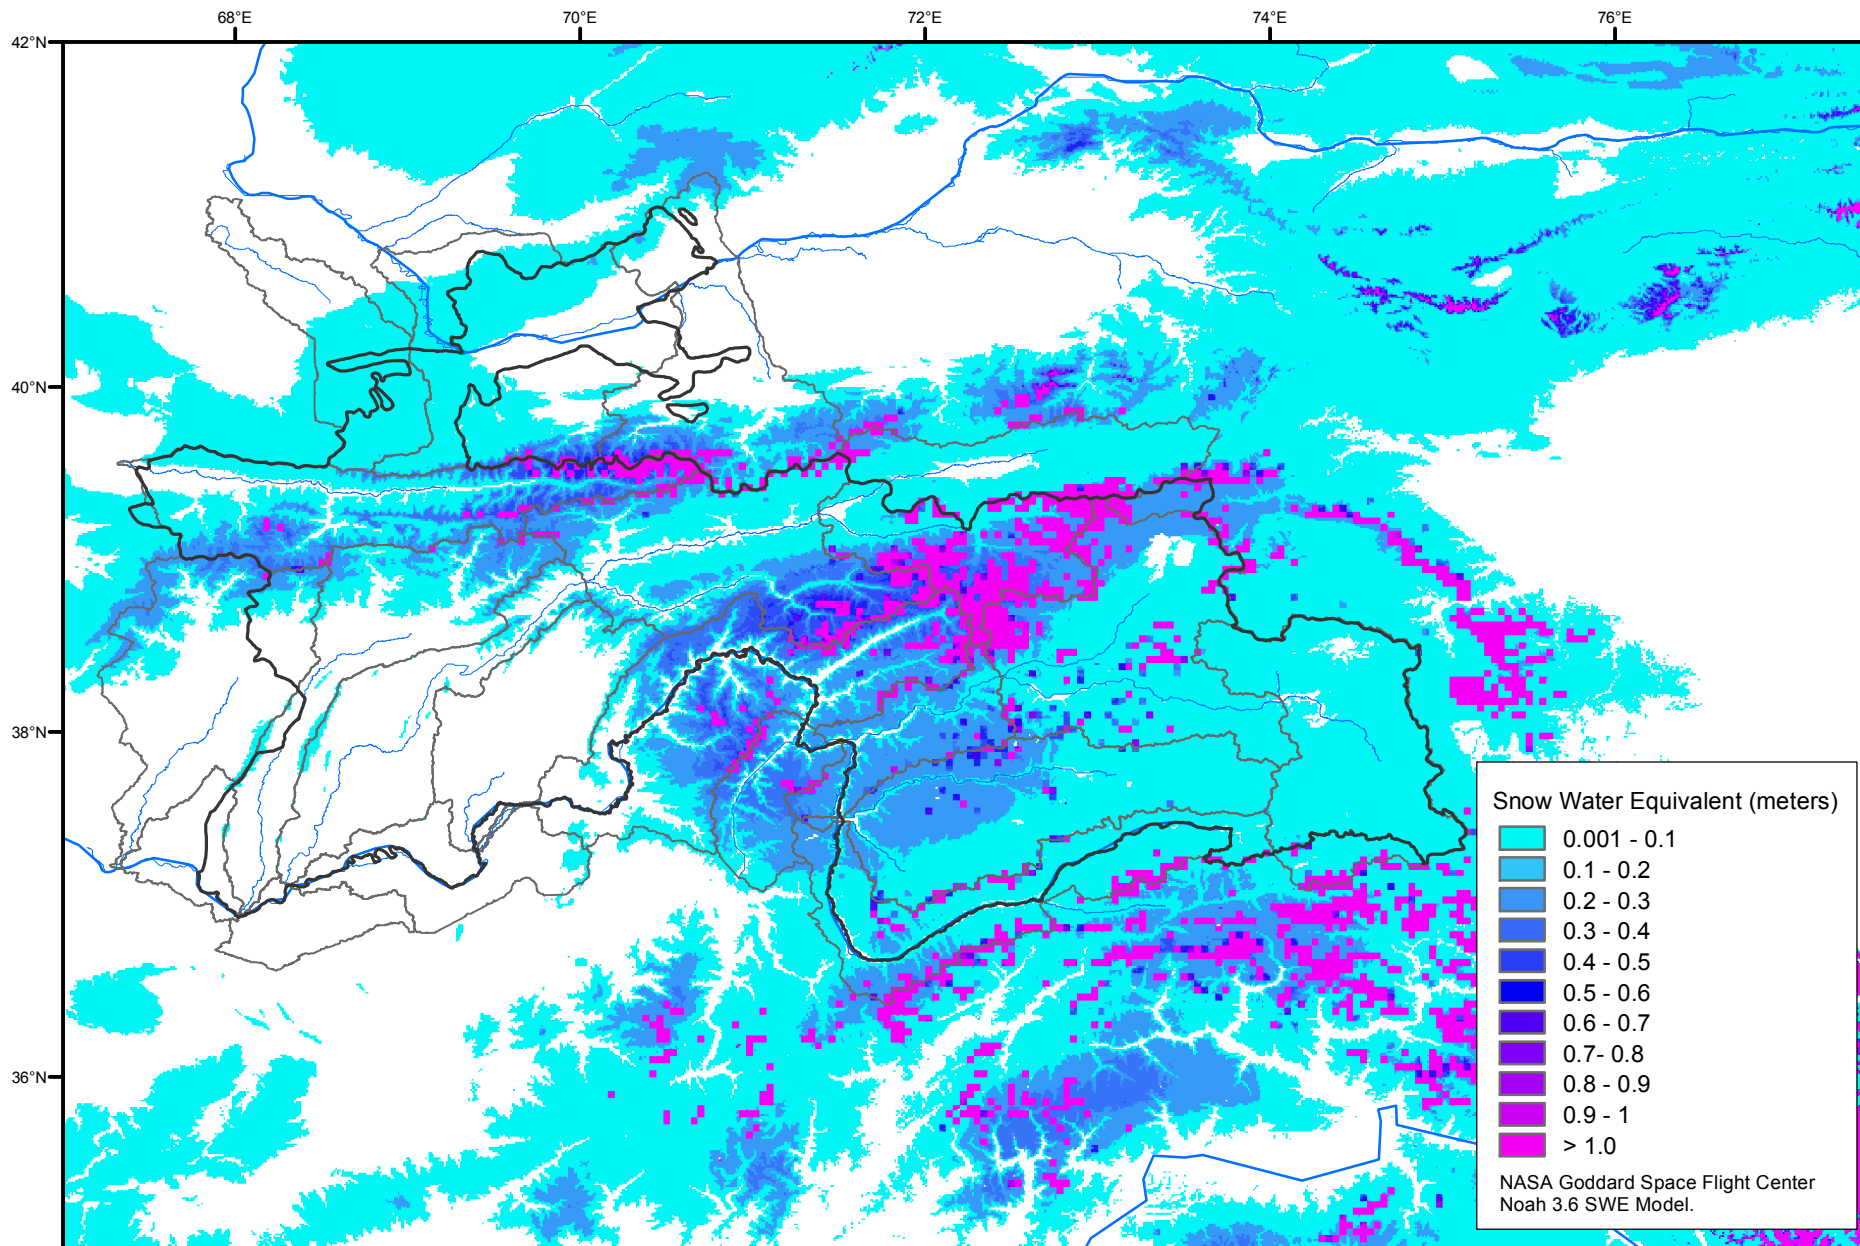 68°E
70°E
72°E
74°E
76°E
42°N
40°N
38°N
36°N
Snow Water Equivalent (meters)
0.001 - 0.1
0.1 - 0.2
0.2 - 0.3
0.3 - 0.4
0.4 - 0.5
0.5 - 0.6
0.6 - 0.7
0.7- 0.8
0.8 - 0.9
0.9 - 1
> 1.0
NASA Goddard Space Flight Center
Noah 3.6 SWE Model.